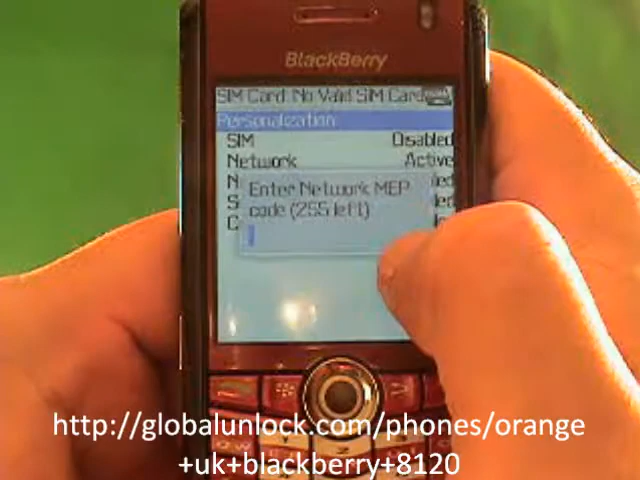 BlackBerry
SIM Card: No Valid SIM Card
Personalization
SIM Disabled
Network Active
Enter Network MEP
code (255 left)
http://globalunlock.com/phones/orange
+uk+blackberry+8120